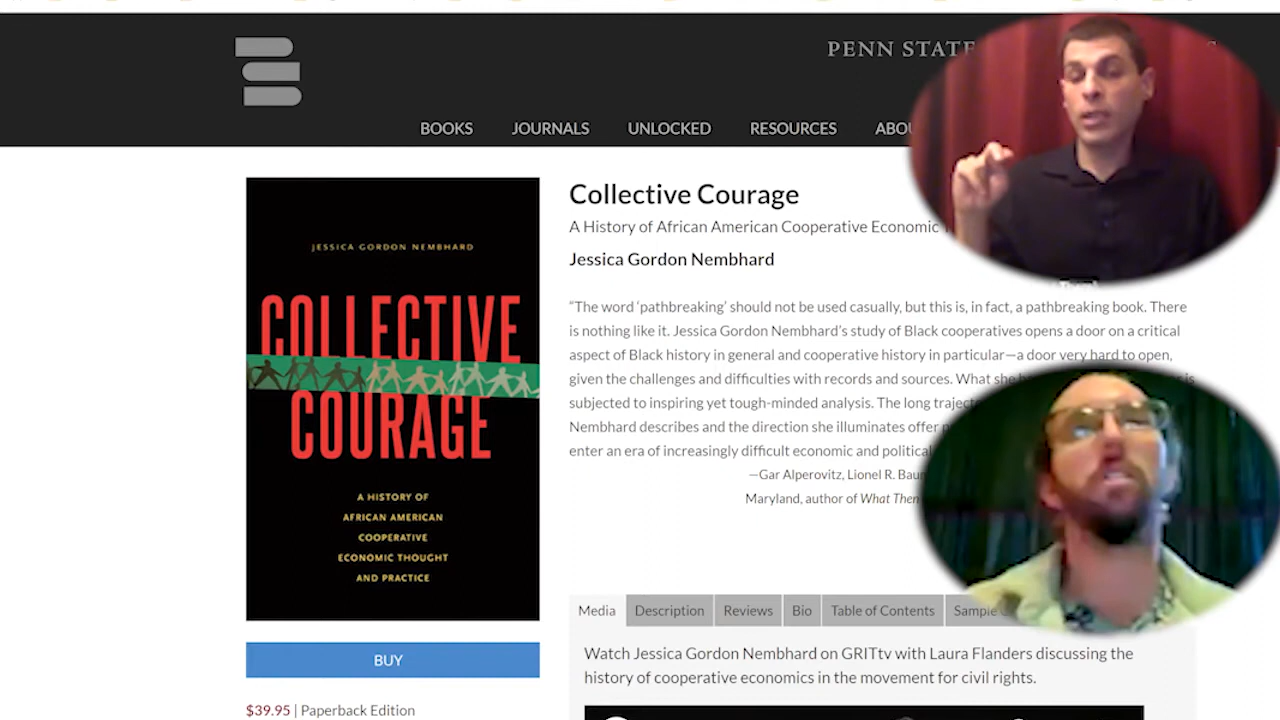 PENN STATE
BOOKS JOURNALS UNLOCKED RESOURCES ABOU
JESSICA GORDON NEMBHARD
COLLECTIVE
COURAGE
A HISTORY OF
AFRICAN AMERICAN
COOPERATIVE
ECONOMIC THOUGHT
AND PRACTICE
BUY
$39.95 | Paperback Edition
Collective Courage
A History of African American Cooperative Economic
Jessica Gordon Nembhard
“The word ‘pathbreaking’ should not be used casually, but this is, in fact, a pathbreaking book. There
is nothing like it. Jessica Gordon Nembhard’s study of Black cooperatives opens a door on a critical
aspect of Black history in general and cooperative history in particular—a door very hard to open,
given the challenges and difficulties with records and sources. What she
subjected to inspiring yet tough-minded analysis. The long
Nembhard describes and the direction she illuminates offer
enter an era of increasingly difficult economic and political
—Gar Alperovitz, Lionel R.
Maryland, author of What Then
Media Description Reviews Bio Table of Contents Sample
Watch Jessica Gordon Nembhard on GRITtv with Laura Flanders discussing the
history of cooperative economics in the movement for civil rights.